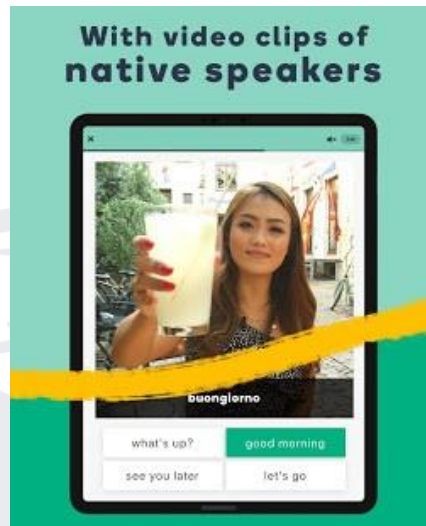 With video clips of
native speakers
buongiorno
what's up?
good morning
see you later
let's go